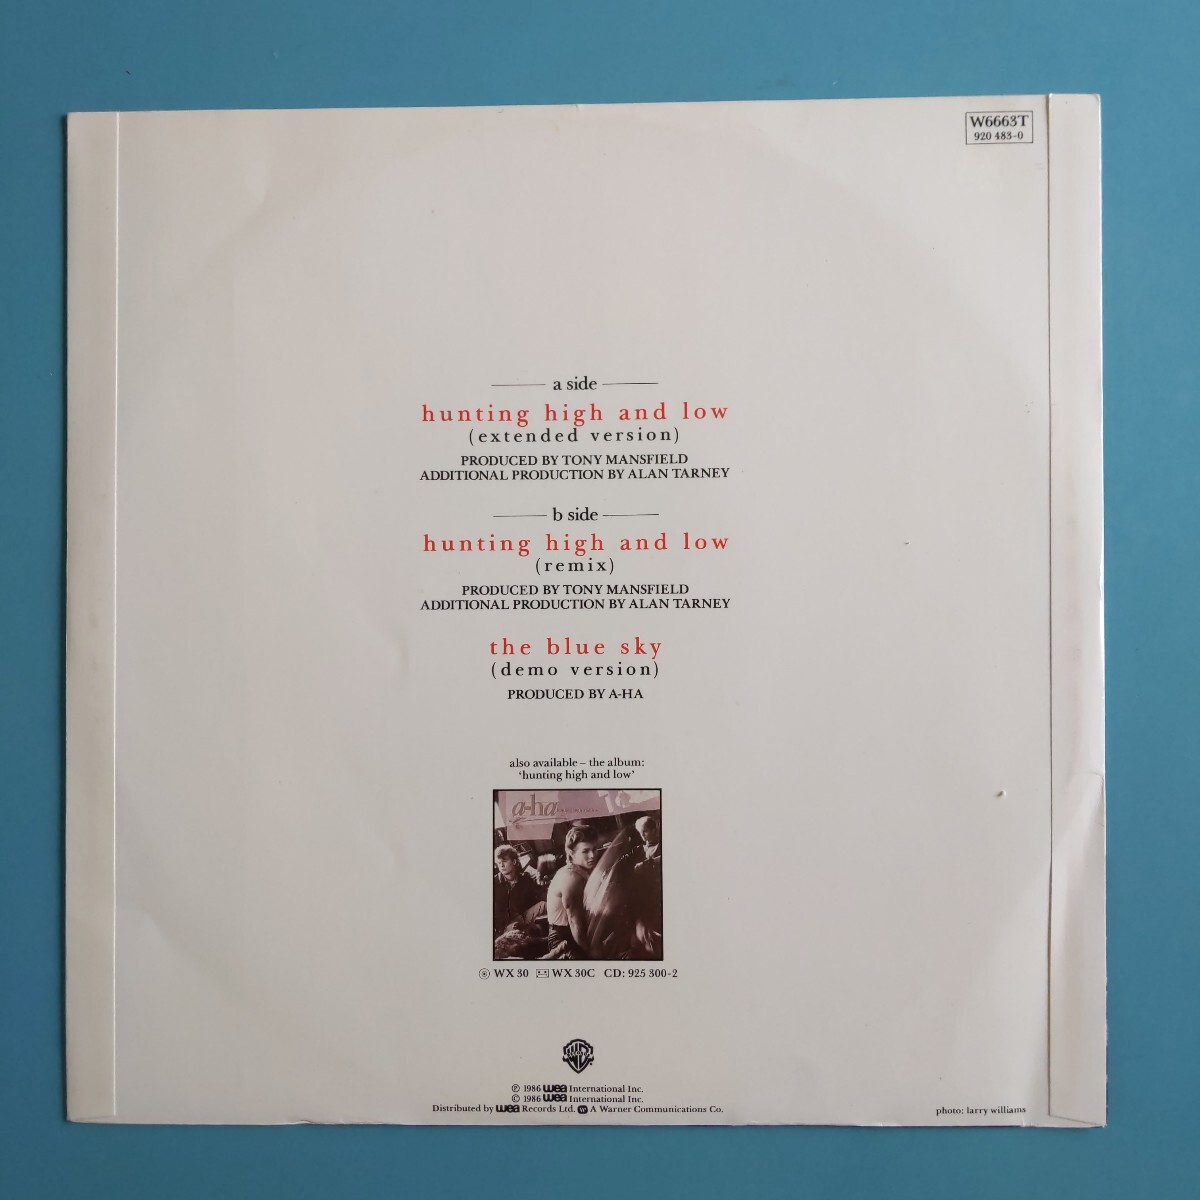 W6663T
920 483-0
a side
hunting high and low
(extended version)
PRODUCED BY TONY MANSFIELD
ADDITIONAL PRODUCTION BY ALAN TARNEY
b side
hunting high and low
(remix)
PRODUCED BY TONY MANSFIELD
ADDITIONAL PRODUCTION BY ALAN TARNEY
the blue sky
(demo version)
PRODUCED BY A-HA
also available – the album:
‘hunting high and low’
a-ha
WX 30 WX 30C CD: 925 300-2
℗ 1986 wea International Inc.
© 1986 wea International Inc.
Distributed by wea Records Ltd. A Warner Communications Co.
photo: larry williams